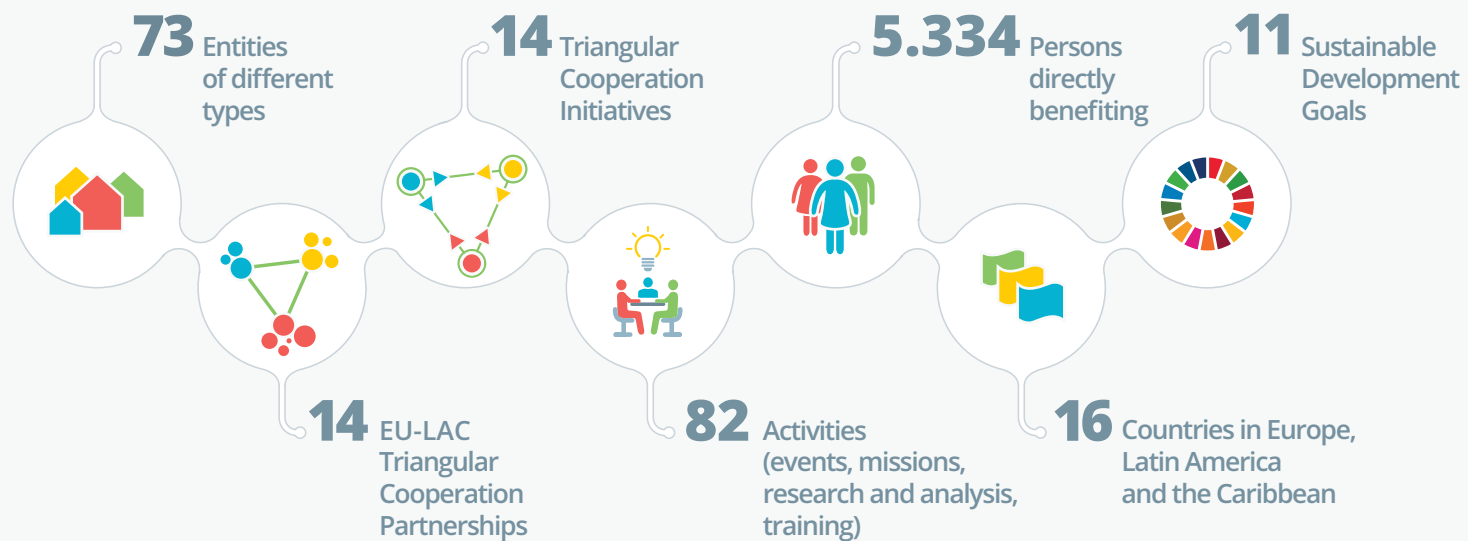 73 Entities
of different
types
14 Triangular
Cooperation
Initiatives
5.334 Persons
directly
benefiting
11 Sustainable
Development
Goals
14 EU-LAC
Triangular
Cooperation
Partnerships
82 Activities
(events, missions,
research and analysis,
training)
16 Countries in Europe,
Latin America
and the Caribbean